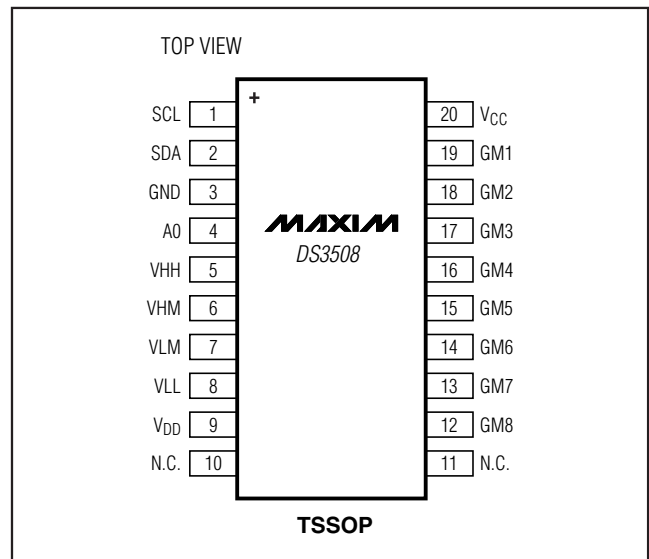 TOP VIEW
SCL 1 + 20 VCC
SDA 2 19 GM1
GND 3 18 GM2
A0 4 MAXIM 17 GM3
DS3508
VHH 5 16 GM4
VHM 6 15 GM5
VLM 7 14 GM6
VLL 8 13 GM7
VDD 9 12 GM8
N.C. 10 11 N.C.
TSSOP